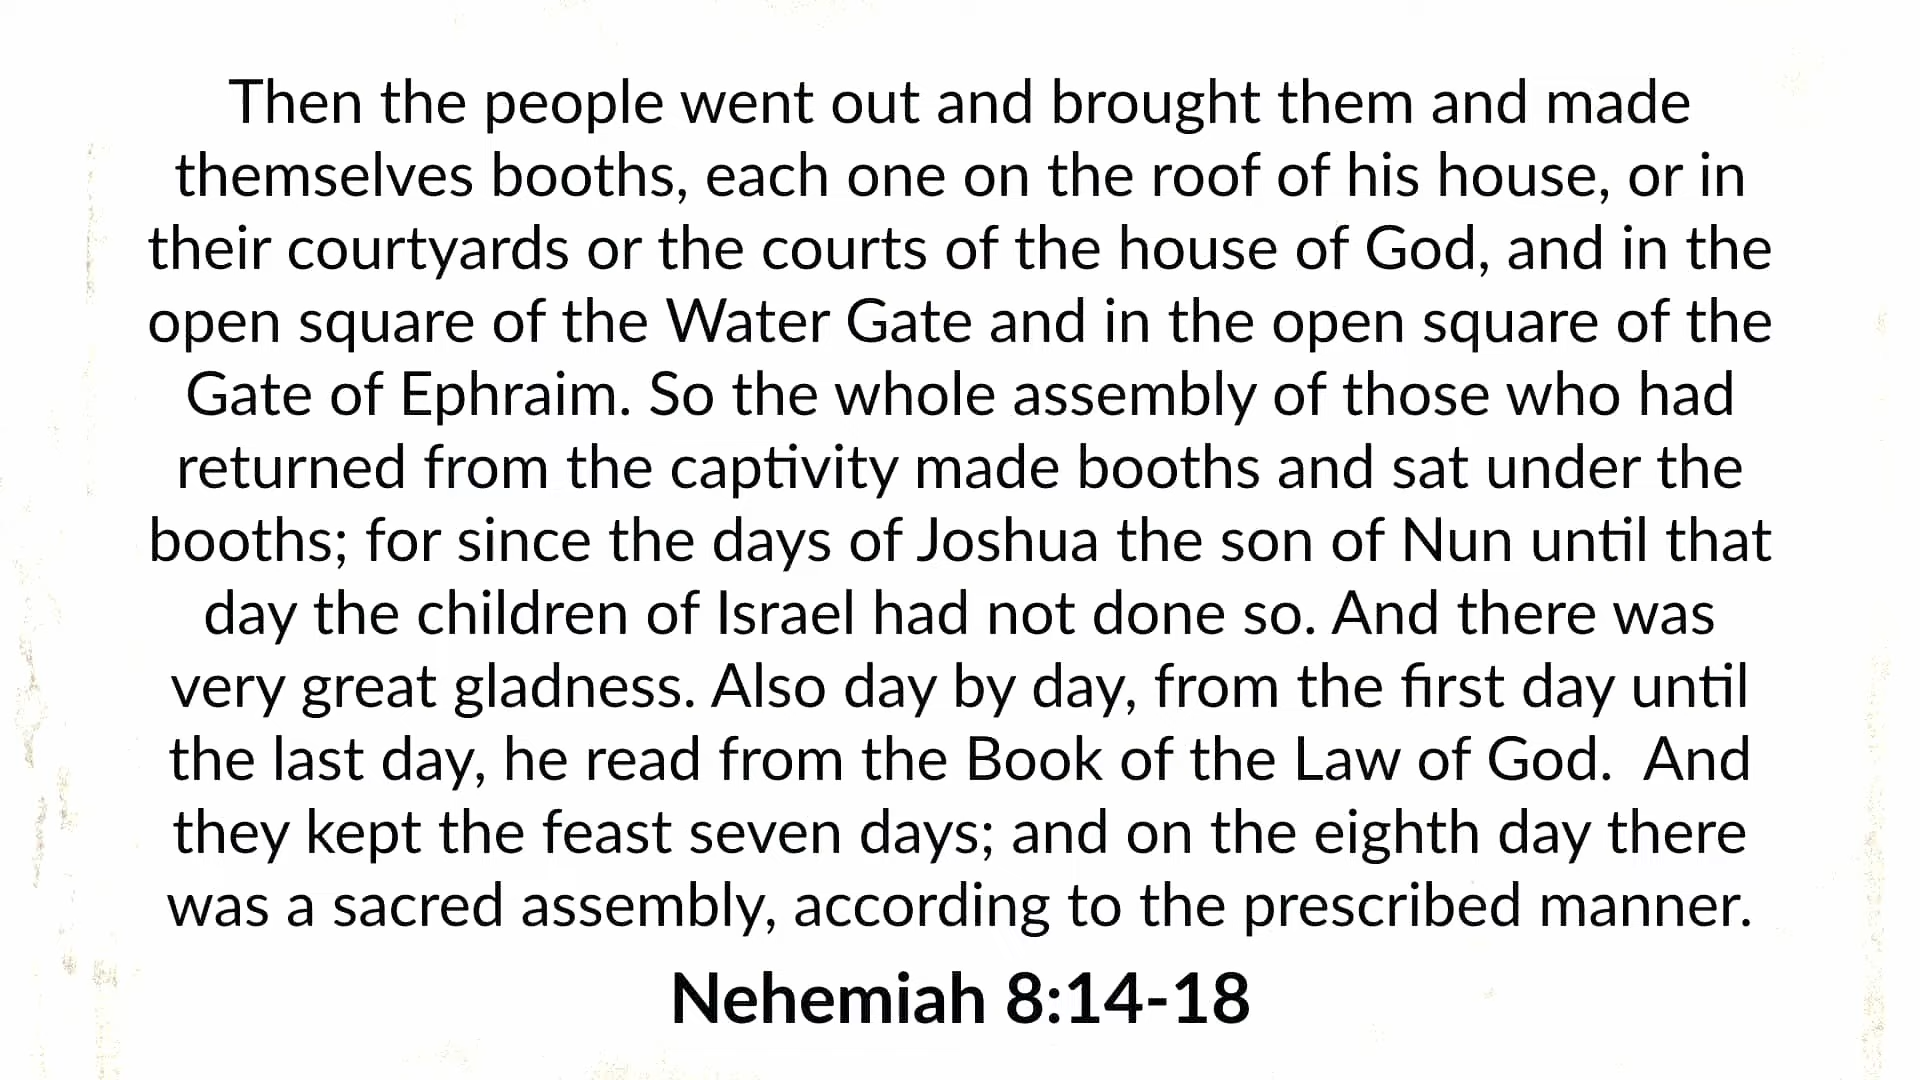 Then the people went out and brought them and made
themselves booths, each one on the roof of his house, or in
their courtyards or the courts of the house of God, and in the
open square of the Water Gate and in the open square of the
Gate of Ephraim. So the whole assembly of those who had
returned from the captivity made booths and sat under the
booths; for since the days of Joshua the son of Nun until that
day the children of Israel had not done so. And there was
very great gladness. Also day by day, from the first day until
the last day, he read from the Book of the Law of God.  And
they kept the feast seven days; and on the eighth day there
was a sacred assembly, according to the prescribed manner.
Nehemiah 8:14-18